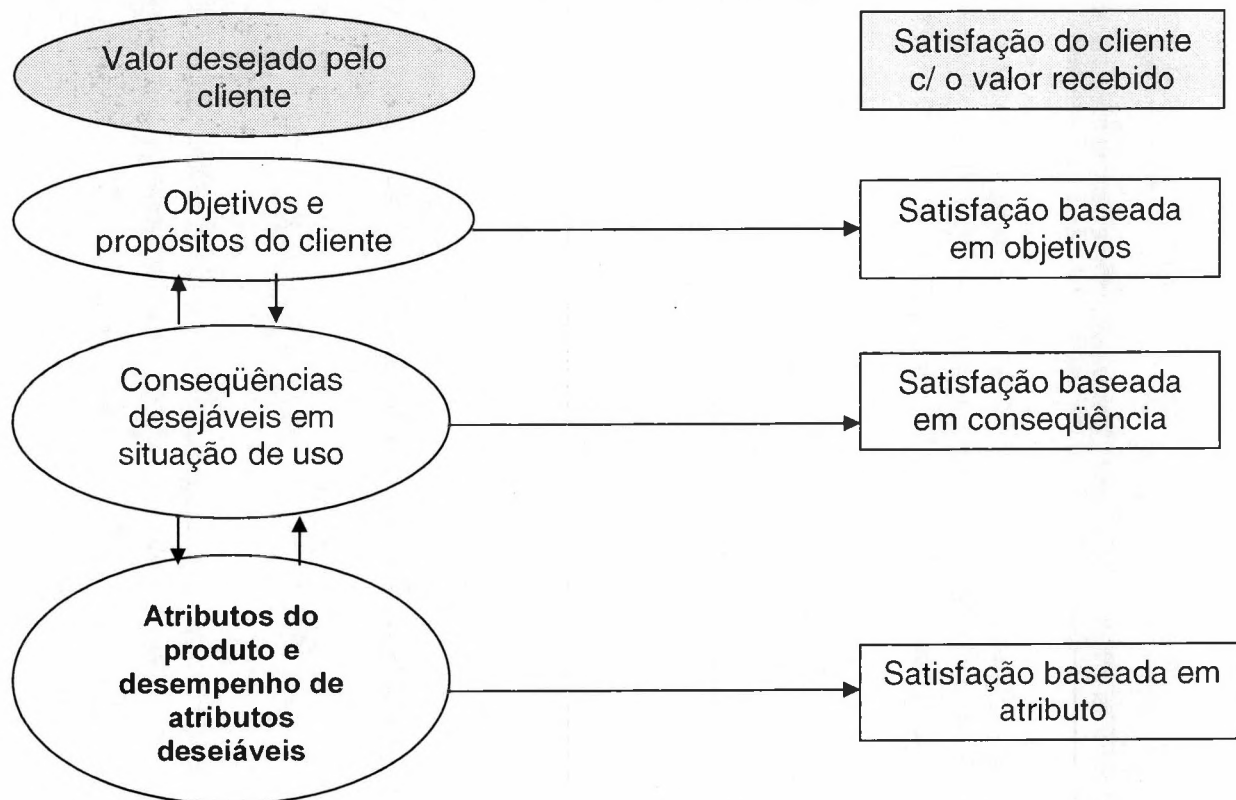 Valor desejado pelo
cliente
Satisfação do cliente
c/ o valor recebido
Objetivos e
propósitos do cliente
Satisfação baseada
em objetivos
Conseqüências
desejáveis em
situação de uso
Satisfação baseada
em conseqüência
Atributos do
produto e
desempenho de
atributos
deseiáveis
Satisfação baseada em
atributo